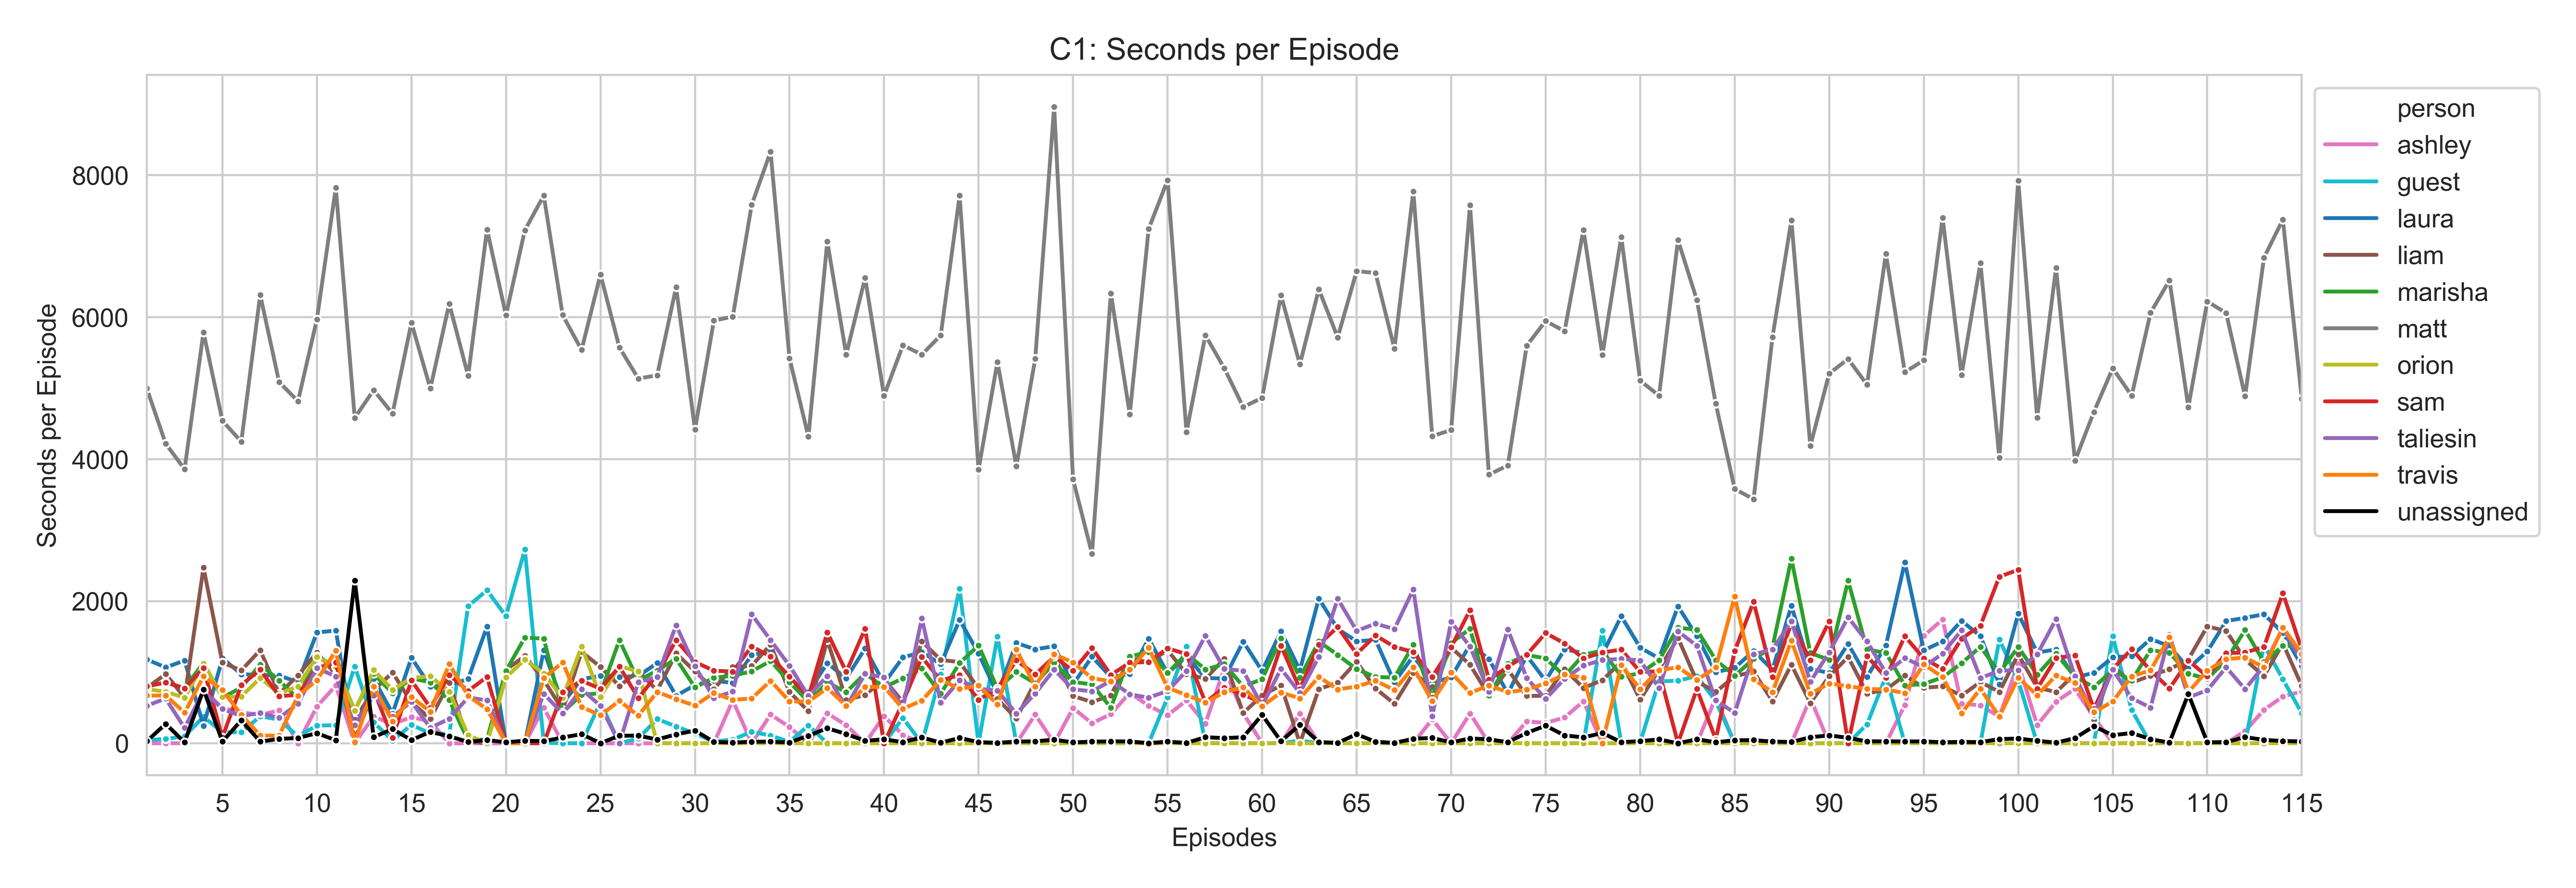 C1: Seconds per Episode
Seconds per Episode
8000
6000
4000
2000
0
5 10 15 20 25 30 35 40 45 50 55 60 65 70 75 80 85 90 95 100 105 110 115
Episodes
person
ashley
guest
laura
liam
marisha
matt
orion
sam
taliesin
travis
unassigned